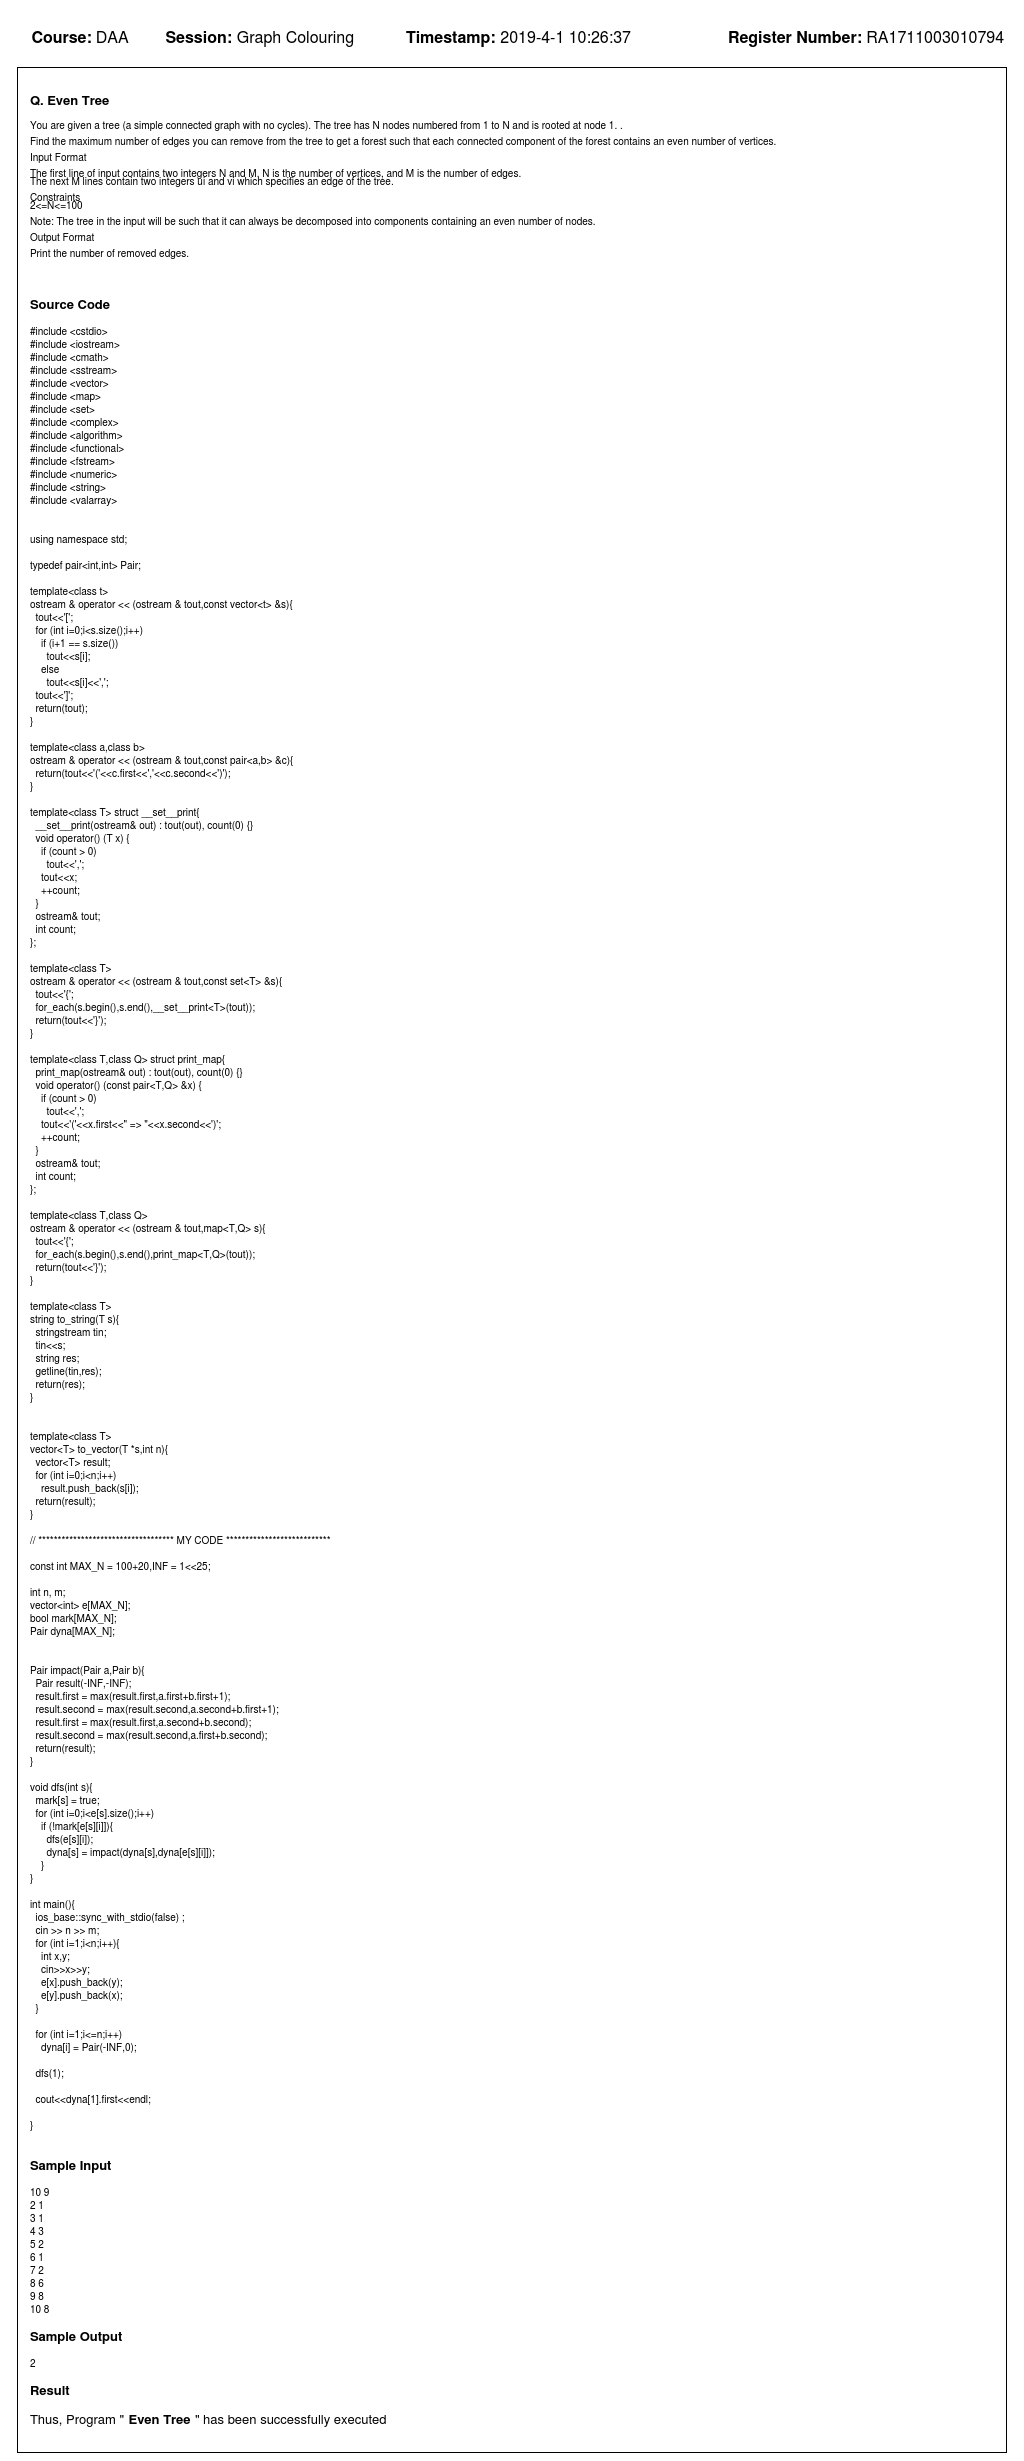 Course: DAA Session: Graph Colouring Timestamp: 2019-4-1 10:26:37 Register Number: RA1711003010794
Q. Even Tree
You are given a tree (a simple connected graph with no cycles). The tree has N nodes numbered from 1 to N and is rooted at node 1. .
Find the maximum number of edges you can remove from the tree to get a forest such that each connected component of the forest contains an even number of vertices.
Input Format
The first line of input contains two integers N and M. N is the number of vertices, and M is the number of edges.
The next M lines contain two integers ui and vi which specifies an edge of the tree.
Constraints
2<=N<=100
Note: The tree in the input will be such that it can always be decomposed into components containing an even number of nodes.
Output Format
Print the number of removed edges.
Source Code
#include <cstdio>
#include <iostream>
#include <cmath>
#include <sstream>
#include <vector>
#include <map>
#include <set>
#include <complex>
#include <algorithm>
#include <functional>
#include <fstream>
#include <numeric>
#include <string>
#include <valarray>
using namespace std;
typedef pair<int,int> Pair;
template<class t>
ostream & operator << (ostream & tout,const vector<t> &s){
tout<<'[';
for (int i=0;i<s.size();i++)
if (i+1 == s.size())
tout<<s[i];
else
tout<<s[i]<<',';
tout<<']';
return(tout);
}
template<class a,class b>
ostream & operator << (ostream & tout,const pair<a,b> &c){
return(tout<<'('<<c.first<<','<<c.second<<')');
}
template<class T> struct __set__print{
__set__print(ostream& out) : tout(out), count(0) {}
void operator() (T x) {
if (count > 0)
tout<<',';
tout<<x;
++count;
}
ostream& tout;
int count;
};
template<class T>
ostream & operator << (ostream & tout,const set<T> &s){
tout<<'{';
for_each(s.begin(),s.end(),__set__print<T>(tout));
return(tout<<'}');
}
template<class T,class Q> struct print_map{
print_map(ostream& out) : tout(out), count(0) {}
void operator() (const pair<T,Q> &x) {
if (count > 0)
tout<<',';
tout<<'('<<x.first<<" => "<<x.second<<')';
++count;
}
ostream& tout;
int count;
};
template<class T,class Q>
ostream & operator << (ostream & tout,map<T,Q> s){
tout<<'{';
for_each(s.begin(),s.end(),print_map<T,Q>(tout));
return(tout<<'}');
}
template<class T>
string to_string(T s){
stringstream tin;
tin<<s;
string res;
getline(tin,res);
return(res);
}
template<class T>
vector<T> to_vector(T *s,int n){
vector<T> result;
for (int i=0;i<n;i++)
result.push_back(s[i]);
return(result);
}
// *********************************** MY CODE ***************************
const int MAX_N = 100+20,INF = 1<<25;
int n, m;
vector<int> e[MAX_N];
bool mark[MAX_N];
Pair dyna[MAX_N];
Pair impact(Pair a,Pair b){
Pair result(-INF,-INF);
result.first = max(result.first,a.first+b.first+1);
result.second = max(result.second,a.second+b.first+1);
result.first = max(result.first,a.second+b.second);
result.second = max(result.second,a.first+b.second);
return(result);
}
void dfs(int s){
mark[s] = true;
for (int i=0;i<e[s].size();i++)
if (!mark[e[s][i]]){
dfs(e[s][i]);
dyna[s] = impact(dyna[s],dyna[e[s][i]]);
}
}
int main(){
ios_base::sync_with_stdio(false) ;
cin >> n >> m;
for (int i=1;i<n;i++){
int x,y;
cin>>x>>y;
e[x].push_back(y);
e[y].push_back(x);
}
for (int i=1;i<=n;i++)
dyna[i] = Pair(-INF,0);
dfs(1);
cout<<dyna[1].first<<endl;
}
Sample Input
10 9
2 1
3 1
4 3
5 2
6 1
7 2
8 6
9 8
10 8
Sample Output
2
Result
Thus, Program " Even Tree " has been successfully executed